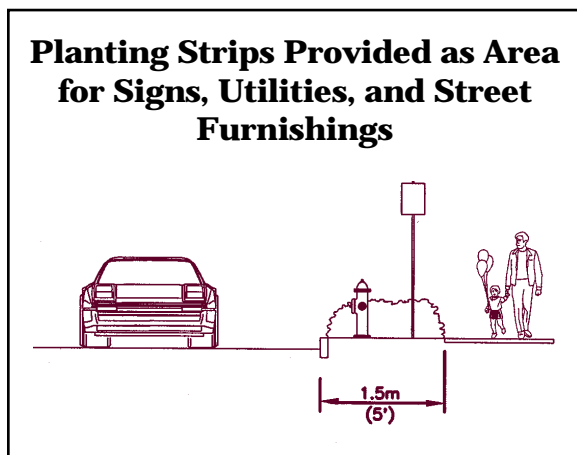 Planting Strips Provided as Area
for Signs, Utilities, and Street
Furnishings
1.5m
(5')